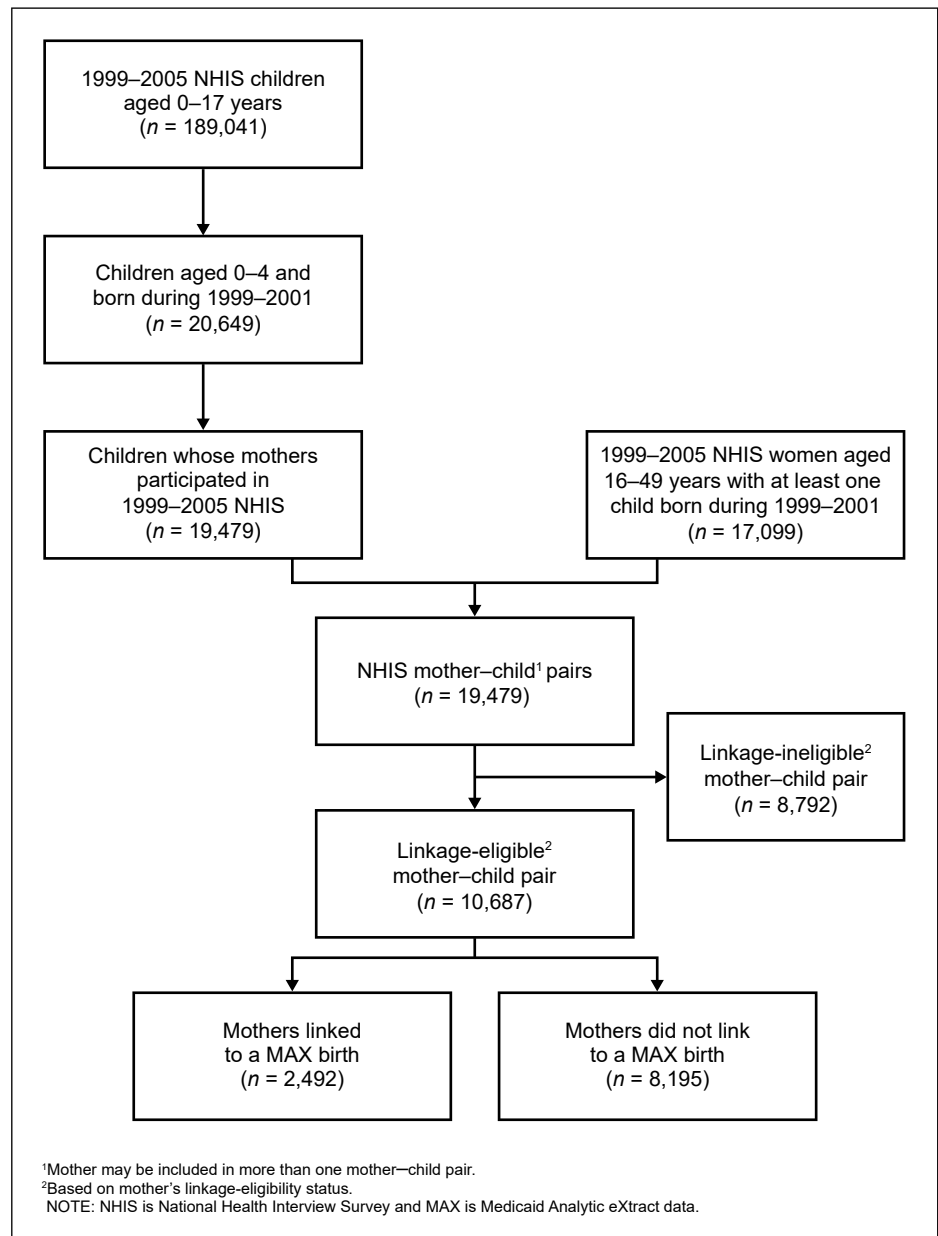 1999–2005 NHIS children
aged 0–17 years
(n = 189,041)
Children aged 0–4 and
born during 1999–2001
(n = 20,649)
Children whose mothers
participated in
1999–2005 NHIS
(n = 19,479)
1999–2005 NHIS women aged
16–49 years with at least one
child born during 1999–2001
(n = 17,099)
NHIS mother–child¹ pairs
(n = 19,479)
Linkage-ineligible²
mother–child pair
(n = 8,792)
Linkage-eligible²
mother–child pair
(n = 10,687)
Mothers linked
to a MAX birth
(n = 2,492)
Mothers did not link
to a MAX birth
(n = 8,195)
¹Mother may be included in more than one mother–child pair.
²Based on mother’s linkage-eligibility status.
NOTE: NHIS is National Health Interview Survey and MAX is Medicaid Analytic eXtract data.